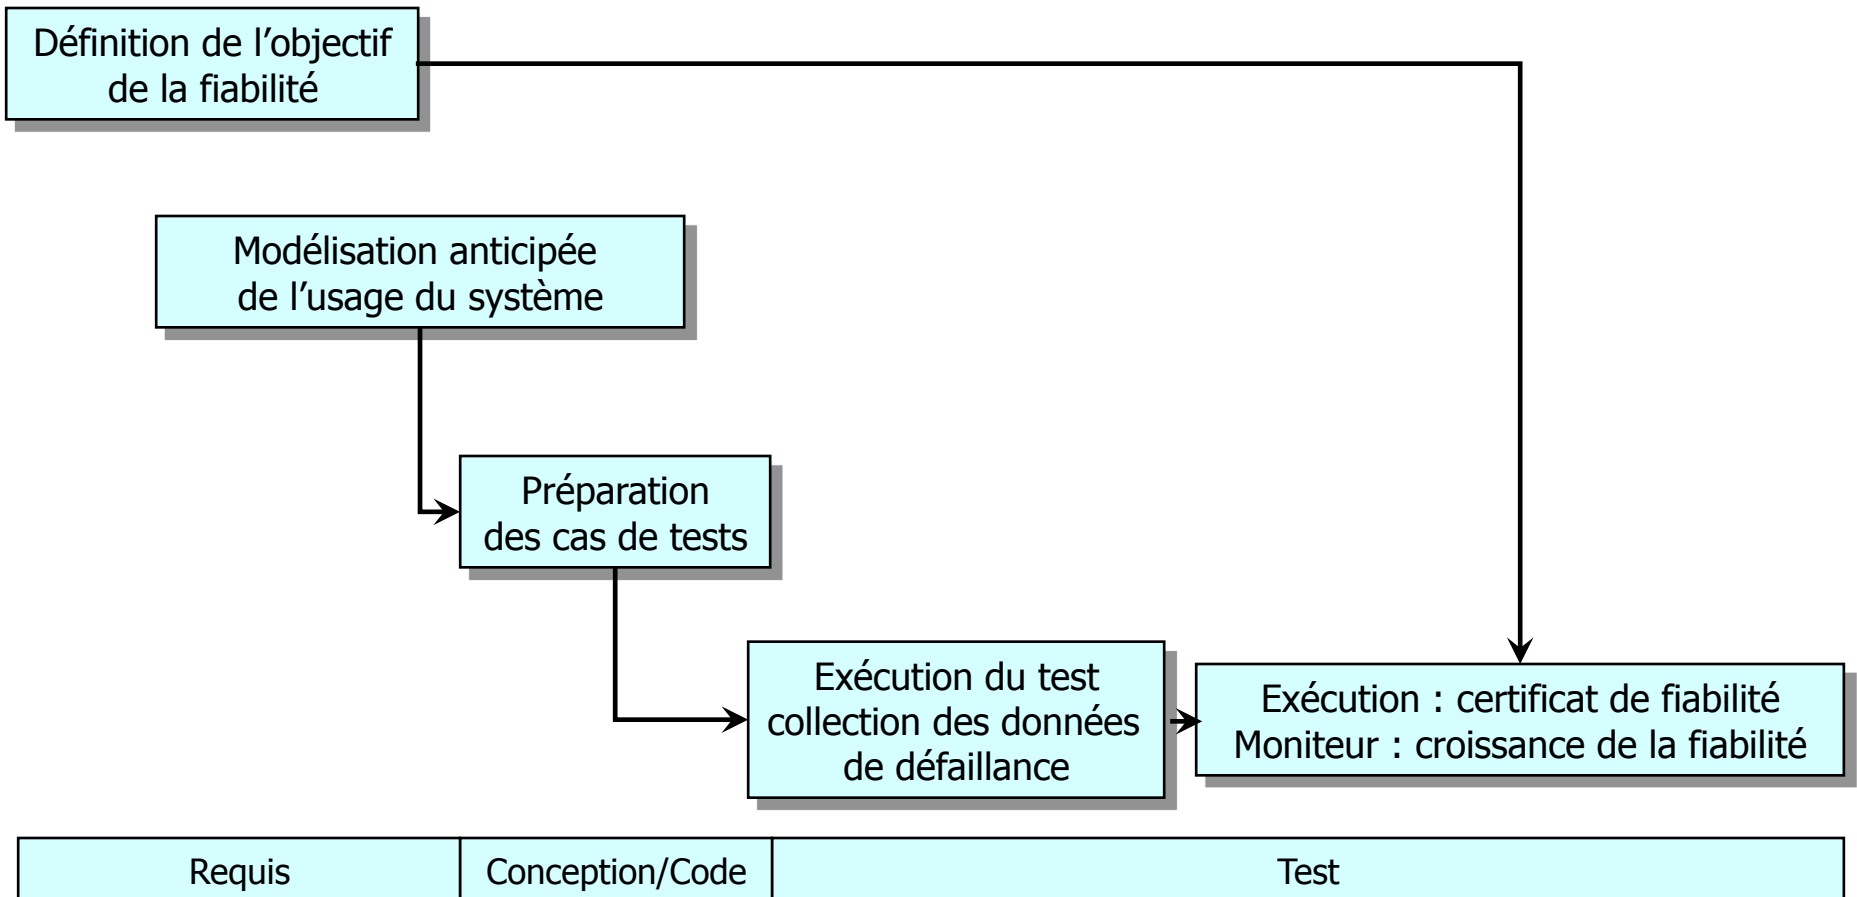 Définition de l’objectif
de la fiabilité
Modélisation anticipée
de l’usage du système
Préparation
des cas de tests
Exécution du test
collection des données
de défaillance
Exécution : certificat de fiabilité
Moniteur : croissance de la fiabilité
Requis
Conception/Code
Test